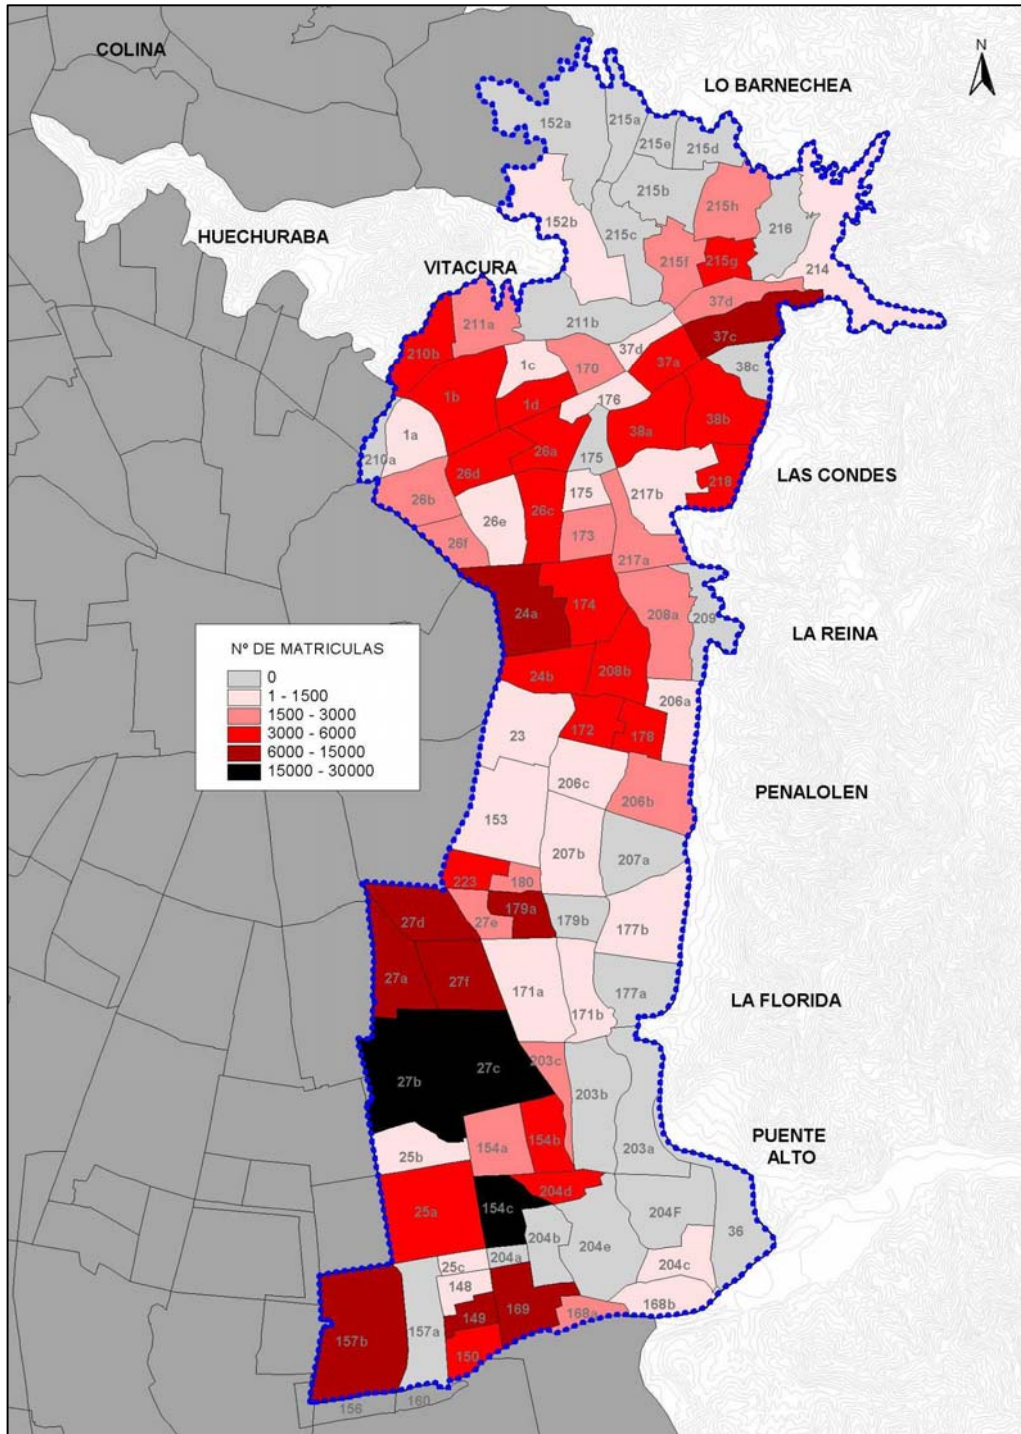 COLINA
N
LO BARNECHEA
152a
215a
215e
215d
215b
215h
152b
215c
216
HUECHURABA
215f
215g
214
VITACURA
37d
211a
211b
37c
210b
37d
1c
170
37a
38c
176
1b
1d
38b
1a
38a
26a
210a
175
26d
LAS CONDES
218
175
217b
26b
26e
26c
173
26f
217a
24a
174
208a
209
LA REINA
Nº DE MATRICULAS
0
1 - 1500
1500 - 3000
3000 - 6000
6000 - 15000
15000 - 30000
24b
208b
206a
23
172
178
206c
PENALOLEN
206b
153
207b
207a
223
180
27d
27e
179a
179b
177b
27a
27f
171a
177a
LA FLORIDA
171b
27b
27c
203c
203b
203a
PUENTE
ALTO
25b
154a
154b
204d
25a
154c
204F
36
204b
204e
204a
25c
204c
148
168b
169
168a
149
157a
157b
150
156
160